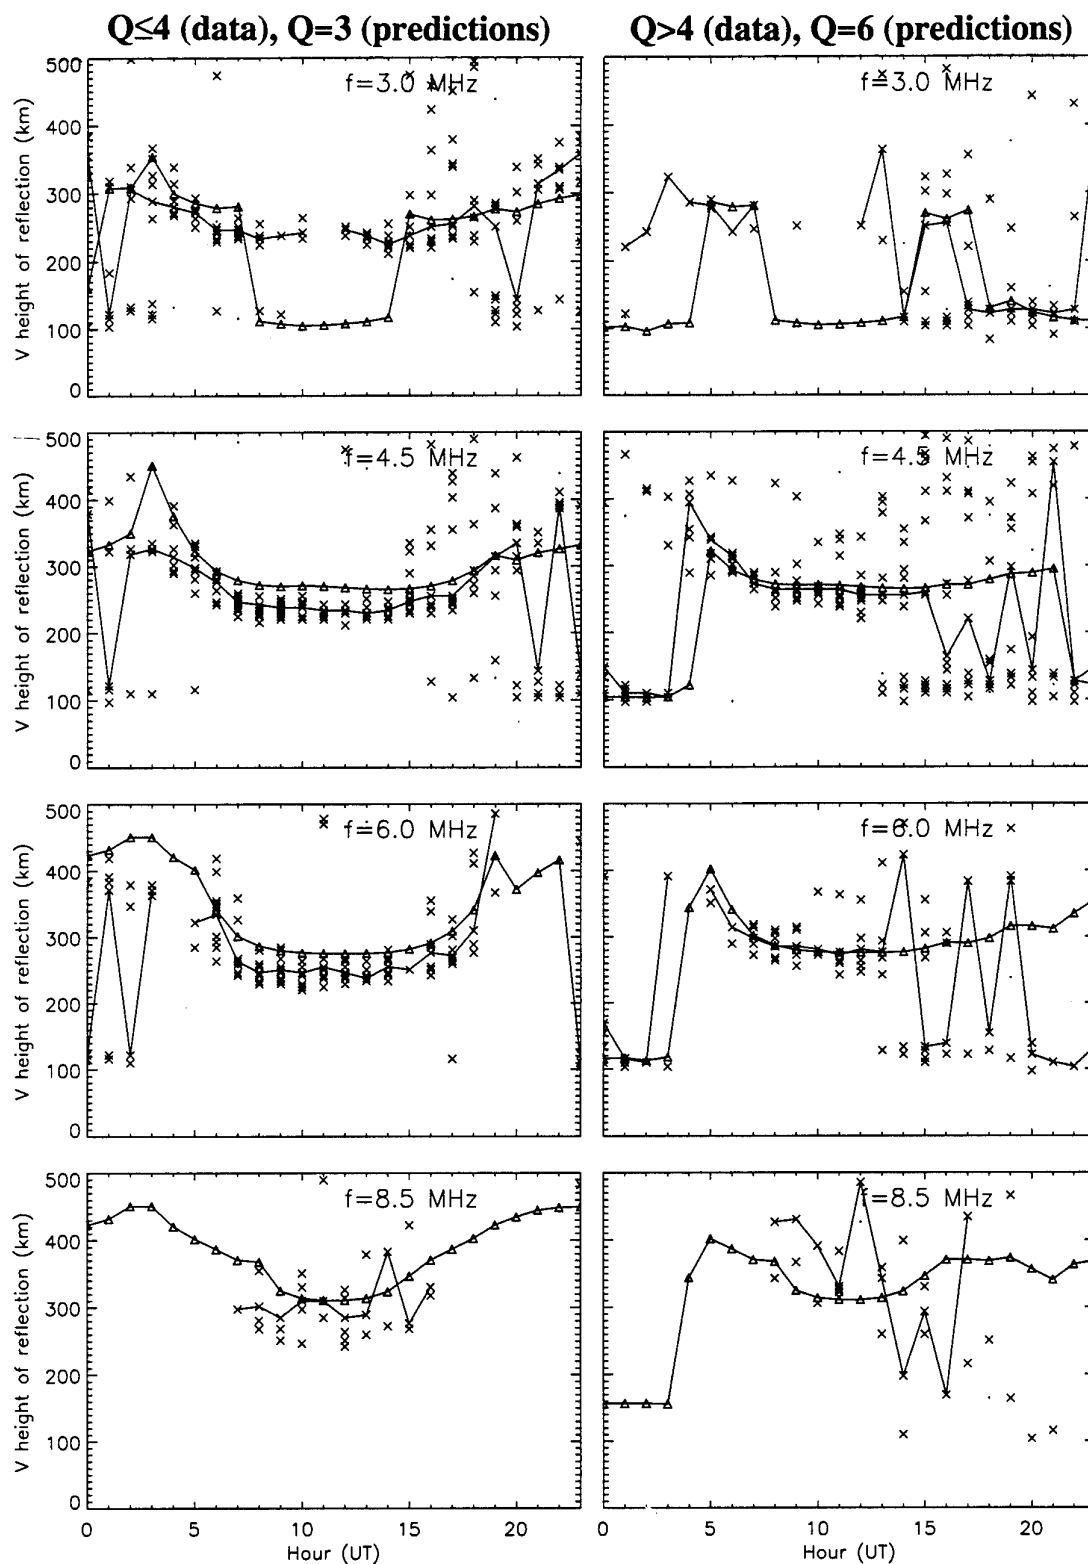 Q≤4 (data), Q=3 (predictions)
Q>4 (data), Q=6 (predictions)
f=3.0 MHz
f=3.0 MHz
V height of reflection (km)
500
400
300
200
100
0
f=4.5 MHz
f=4.5 MHz
V height of reflection (km)
500
400
300
200
100
0
f=6.0 MHz
f=6.0 MHz
V height of reflection (km)
500
400
300
200
100
0
f=8.5 MHz
f=8.5 MHz
V height of reflection (km)
500
400
300
200
100
0
0 5 10 15 20
0 5 10 15 20
Hour (UT)
Hour (UT)